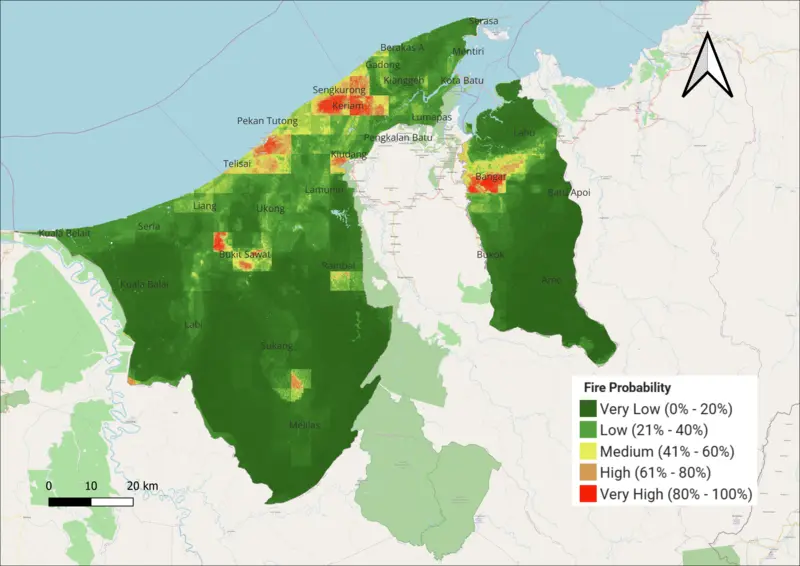 Serasa
Berakas A
Mentiri
Gadong
Kianggeh
Kota Batu
Sengkurong
Kenam
Lumapas
Pekan Tutong
Pengkalan Batu
Labu
Telisai
Kiudang
Bangar
Lamunin
Batu Apoi
Liang
Ukong
Seria
Kuala Belait
Bukit Sawat
Bukok
Rambai
Kuala Balai
Amo
Labi
Sukang
Melilas
Fire Probability
Very Low (0% - 20%)
Low (21% - 40%)
Medium (41% - 60%)
High (61% - 80%)
Very High (80% - 100%)
0 10 20 km